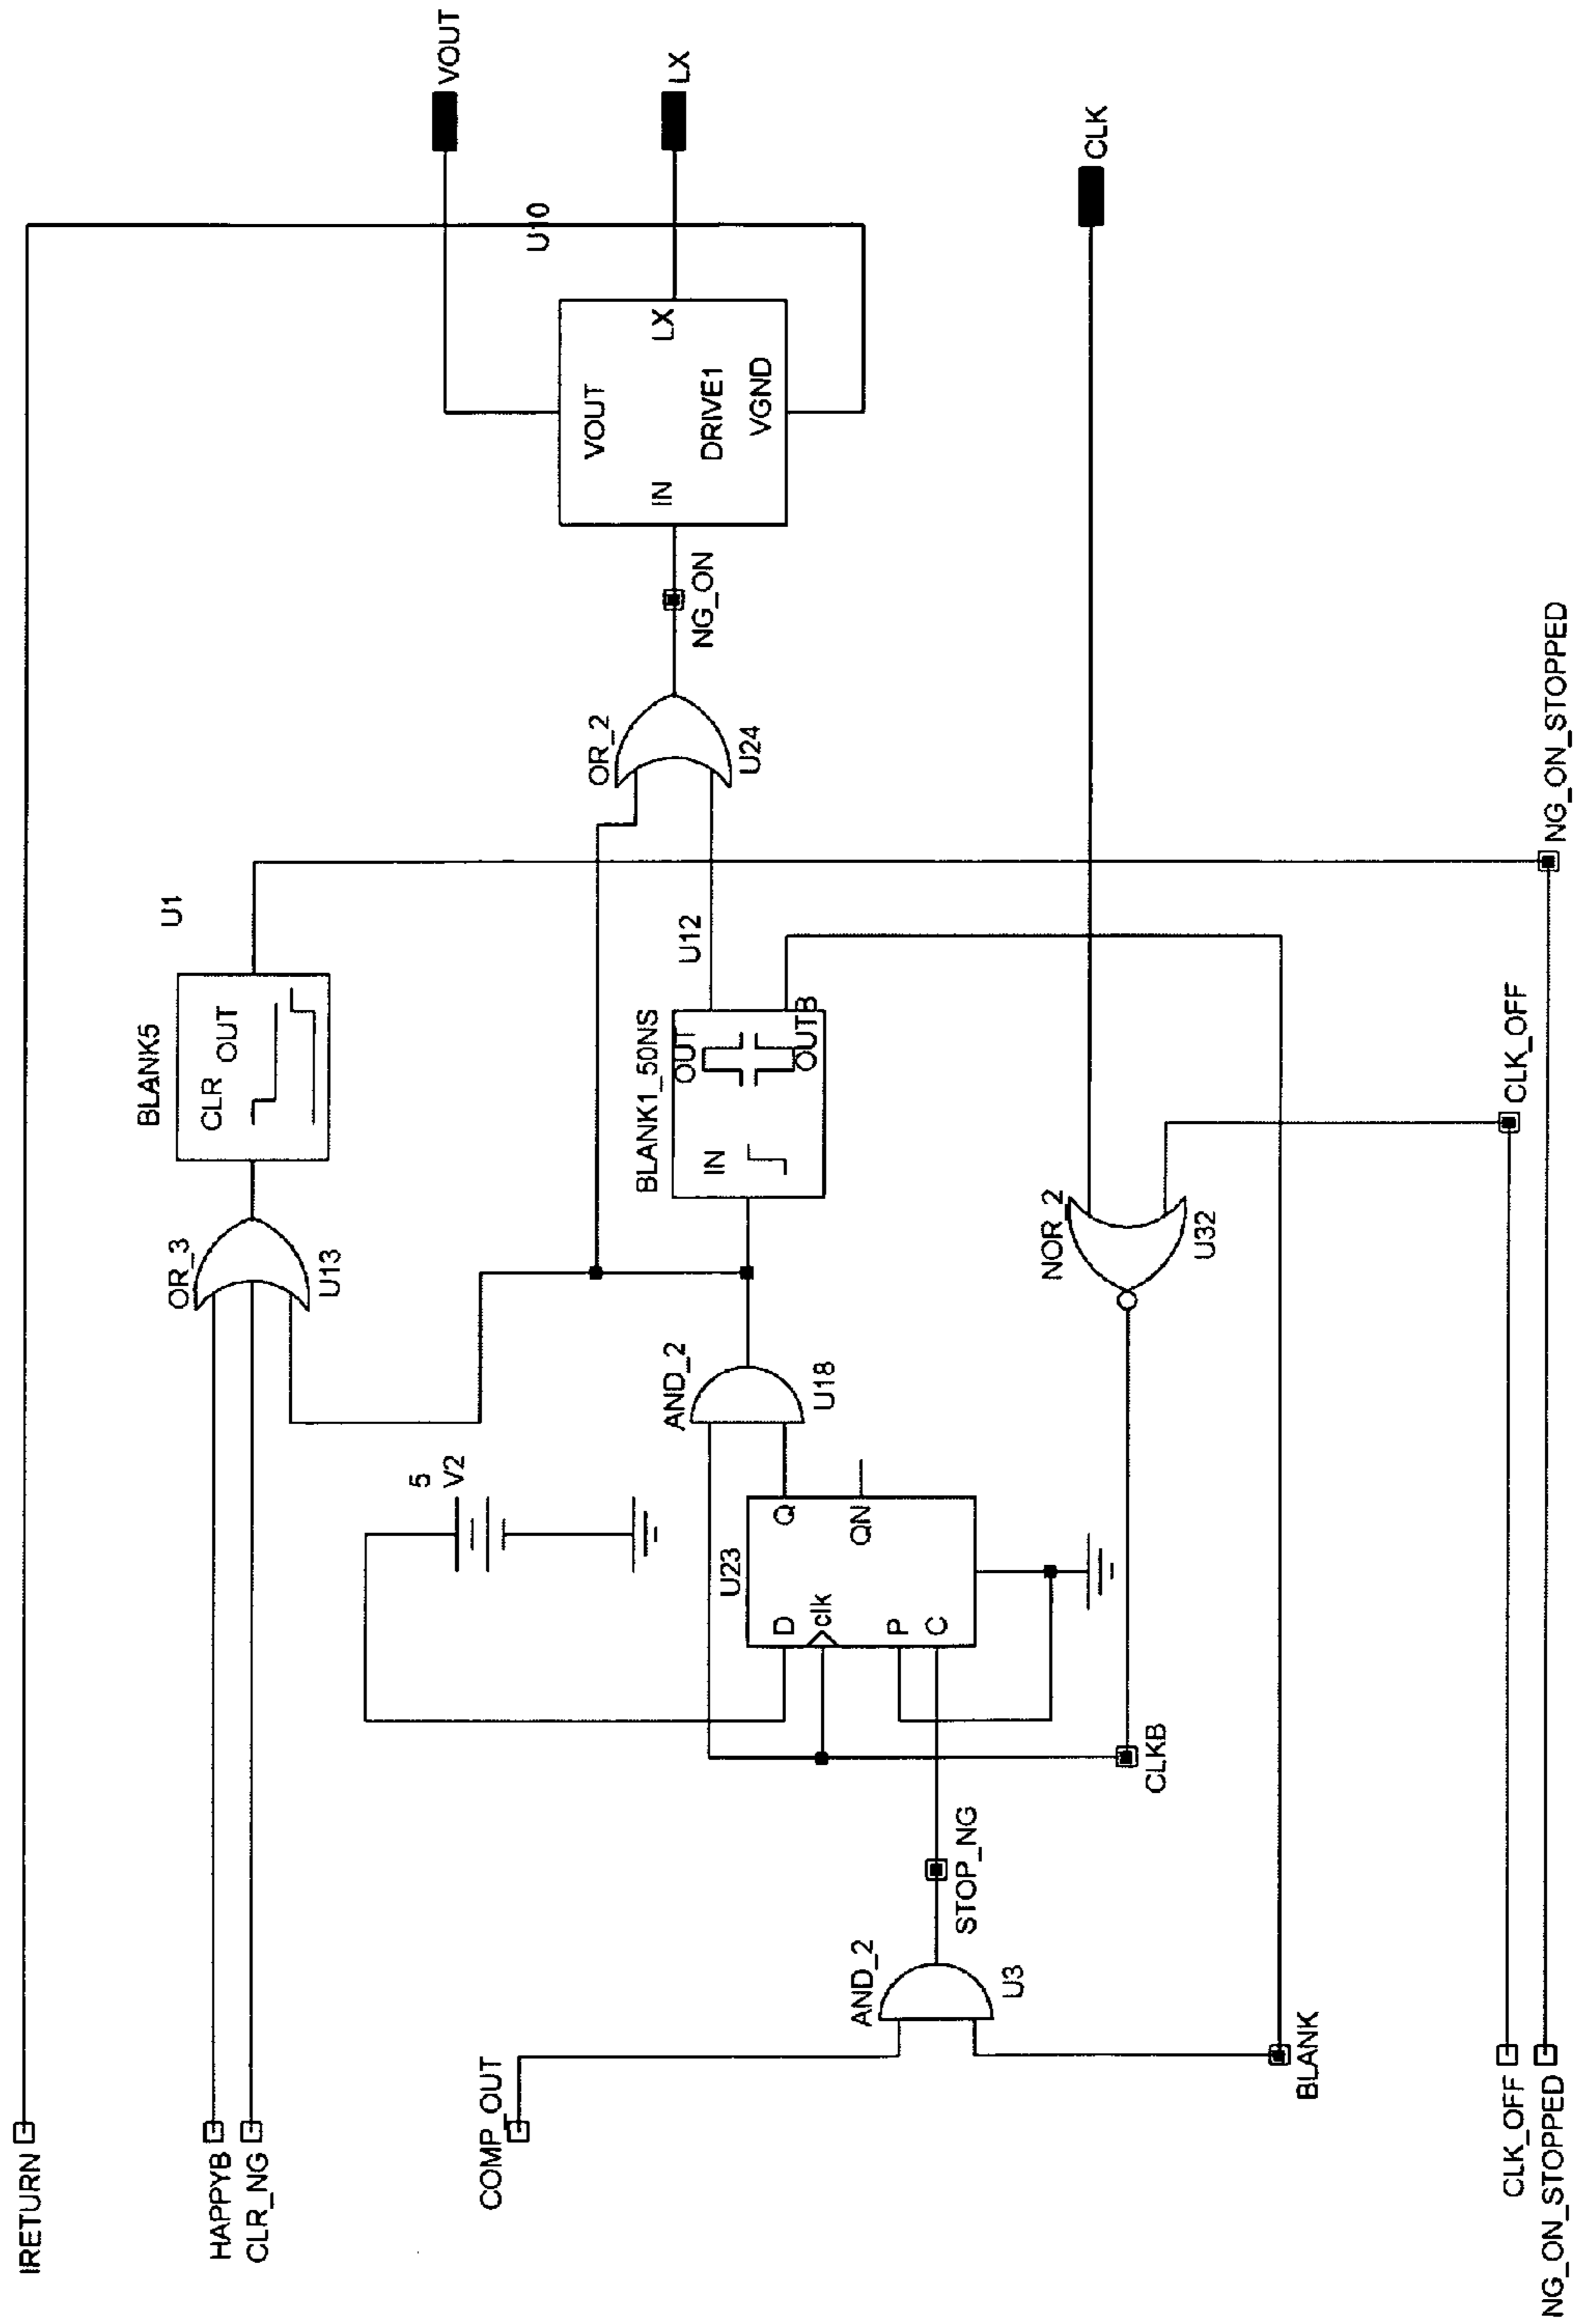 IRETURN
HAPPYB
CLR_NG
COMP_OUT
CLK_OFF
NG_ON_STOPPED
BLANK
AND_2
U3
STOP_NG
CLKB
U23
D
clk
P
C
Q
QN
5
V2
AND_2
U18
OR_3
U13
BLANK5
CLR
OUT
U1
BLANK1_50NS
IN
OUT
OUTB
U12
NOR_2
U32
CLK_OFF
OR_2
U24
NG_ON_STOPPED
NG_ON
VOUT
IN
LX
DRIVE1
VGND
U10
VOUT
LX
CLK